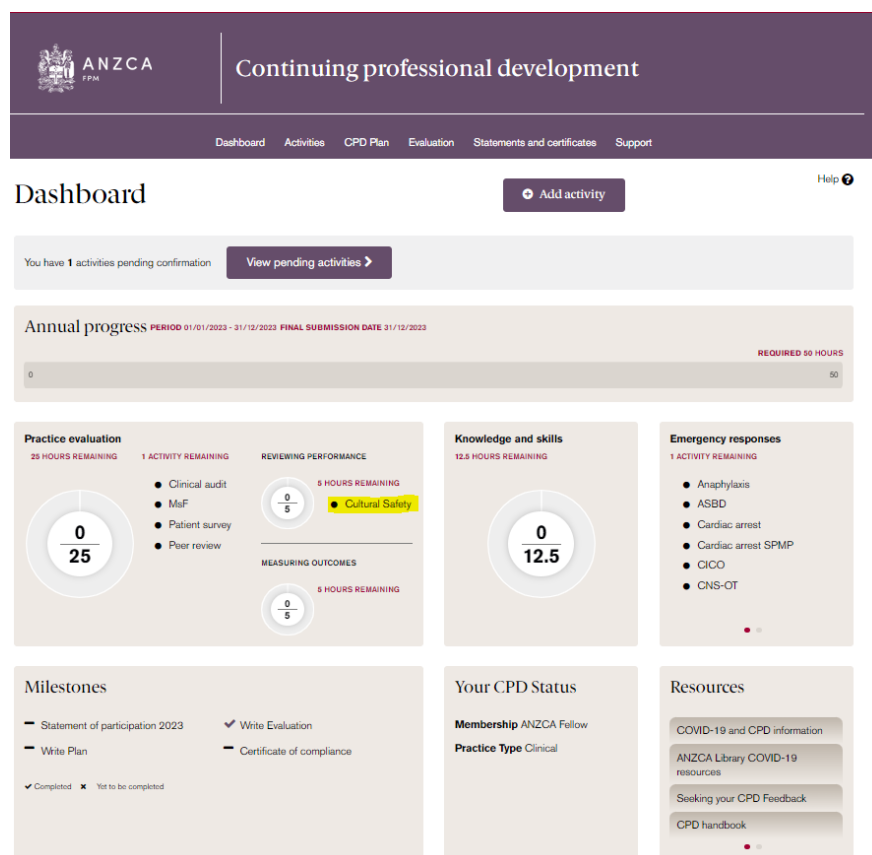 ANZCA
FPM
Continuing professional development
Dashboard Activities CPD Plan Evaluation Statements and certificates Support
Help ?
Dashboard
Add activity
You have 1 activities pending confirmation
View pending activities
Annual progress PERIOD 01/01/2023 - 31/12/2023 FINAL SUBMISSION DATE 31/12/2023
REQUIRED 50 HOURS
0 50
Practice evaluation
25 HOURS REMAINING
0
25
1 ACTIVITY REMAINING
Clinical audit
MsF
Patient survey
Peer review
REVIEWING PERFORMANCE
0
5
5 HOURS REMAINING
Cultural Safety
MEASURING OUTCOMES
0
5
5 HOURS REMAINING
Knowledge and skills
12.5 HOURS REMAINING
0
12.5
Emergency responses
1 ACTIVITY REMAINING
Anaphylaxis
ASBD
Cardiac arrest
Cardiac arrest SPMP
CICO
CNS-OT
Milestones
Statement of participation 2023
Write Evaluation
Write Plan
Certificate of compliance
Completed Yet to be completed
Your CPD Status
Membership ANZCA Fellow
Practice Type Clinical
Resources
COVID-19 and CPD information
ANZCA Library COVID-19
resources
Seeking your CPD Feedback
CPD handbook